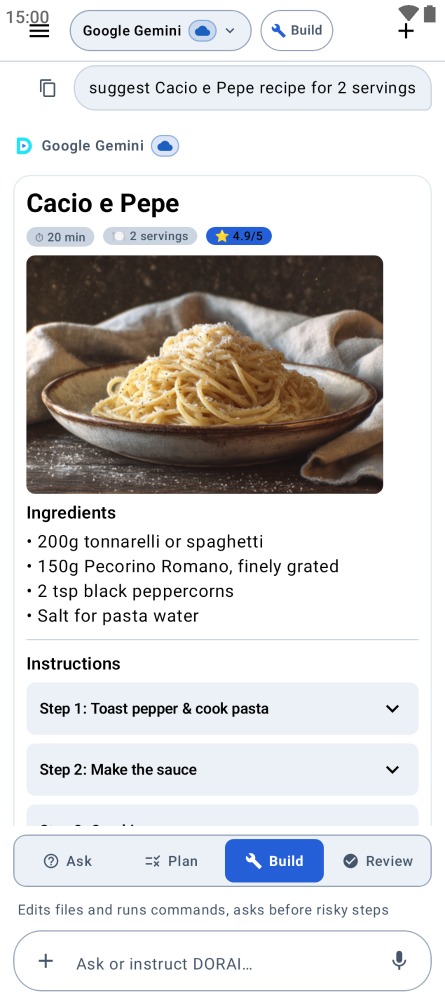 15:00
Google Gemini
Build
suggest Cacio e Pepe recipe for 2 servings
Google Gemini
Cacio e Pepe
⏱ 20 min
🍽 2 servings
⭐ 4.9/5
Ingredients
• 200g tonnarelli or spaghetti
• 150g Pecorino Romano, finely grated
• 2 tsp black peppercorns
• Salt for pasta water
Instructions
Step 1: Toast pepper & cook pasta
Step 2: Make the sauce
Ask
Plan
Build
Review
Edits files and runs commands, asks before risky steps
Ask or instruct DORAI...